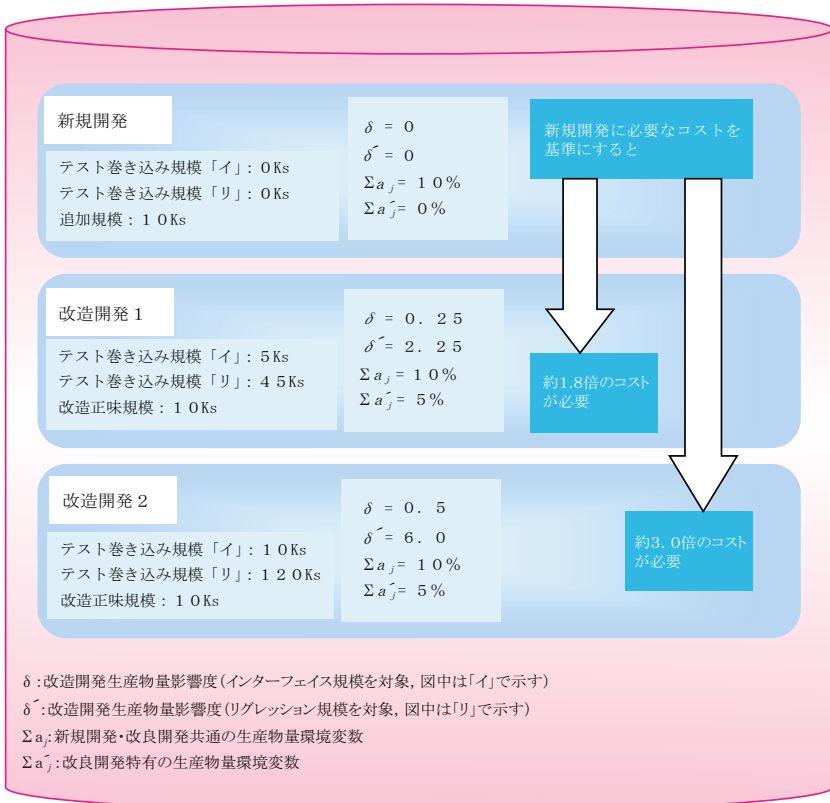 新規開発
テスト巻き込み規模「イ」：0Ks
テスト巻き込み規模「リ」：0Ks
追加規模：10Ks
δ = 0
δ´= 0
Σaj = 10%
Σa´j = 0%
新規開発に必要なコストを
基準にすると
改造開発1
テスト巻き込み規模「イ」：5Ks
テスト巻き込み規模「リ」：45Ks
改造正味規模：10Ks
δ = 0.25
δ´= 2.25
Σaj = 10%
Σa´j = 5%
約1.8倍のコスト
が必要
改造開発2
テスト巻き込み規模「イ」：10Ks
テスト巻き込み規模「リ」：120Ks
改造正味規模：10Ks
δ = 0.5
δ´= 6.0
Σaj = 10%
Σa´j = 5%
約3.0倍のコスト
が必要
δ：改造開発生産物量影響度(インターフェイス規模を対象, 図中は「イ」で示す)
δ´：改造開発生産物量影響度(リグレッション規模を対象, 図中は「リ」で示す)
Σaj：新規開発・改良開発共通の生産物量環境変数
Σa´j：改良開発特有の生産物量環境変数